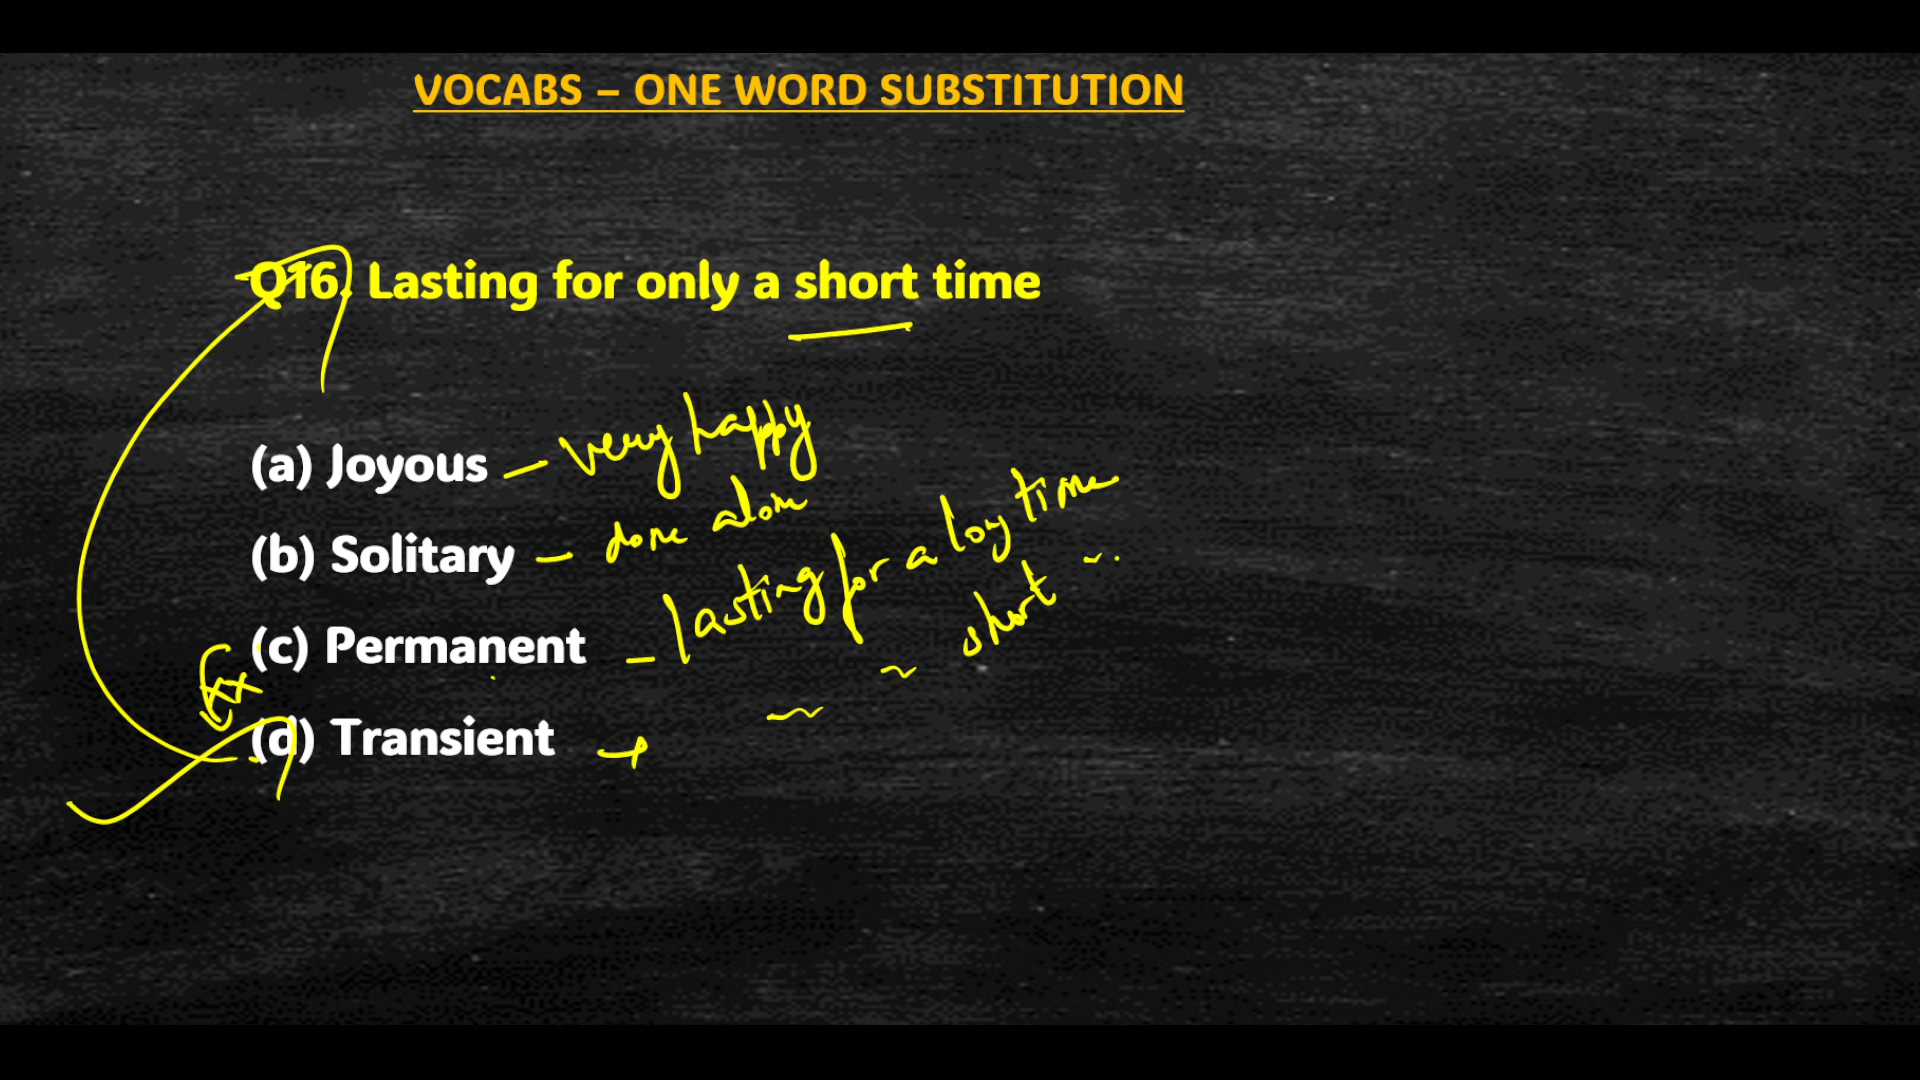 VOCABS – ONE WORD SUBSTITUTION
Q16. Lasting for only a short time
(a) Joyous – very happy
(b) Solitary – done alone
(c) Permanent – lasting for a long time
short
(d) Transient